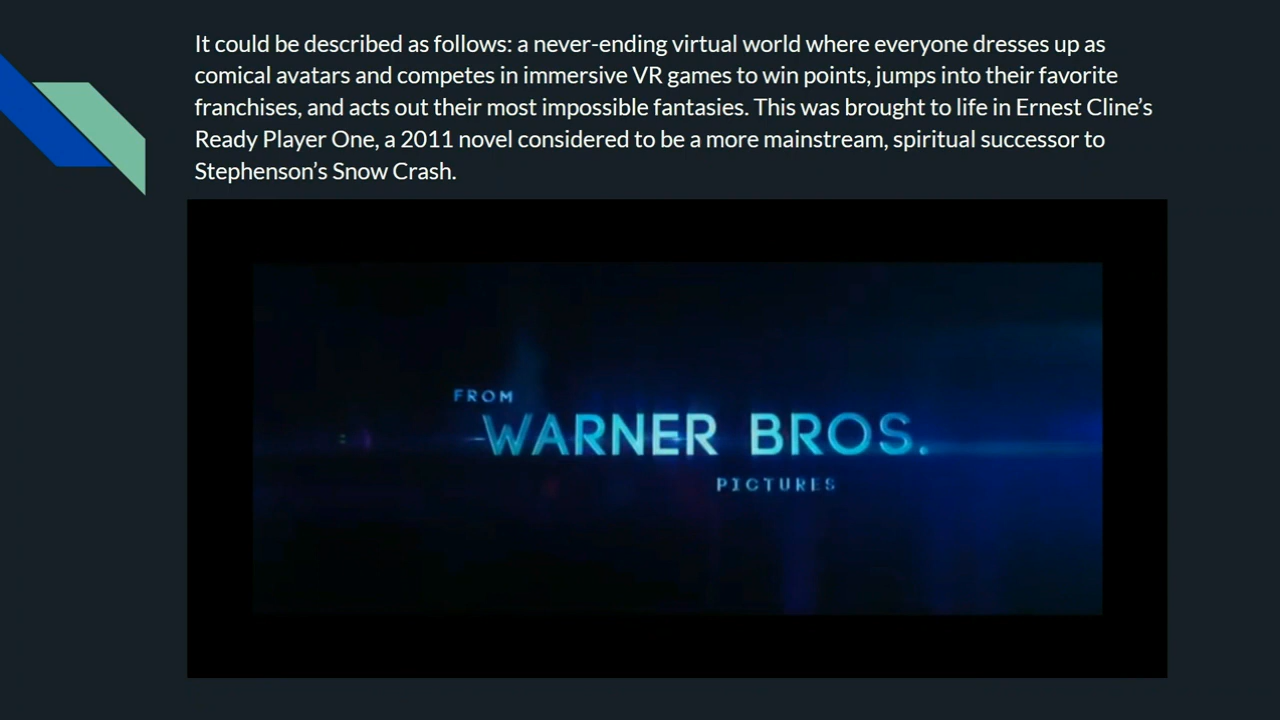 It could be described as follows: a never-ending virtual world where everyone dresses up as
comical avatars and competes in immersive VR games to win points, jumps into their favorite
franchises, and acts out their most impossible fantasies. This was brought to life in Ernest Cline’s
Ready Player One, a 2011 novel considered to be a more mainstream, spiritual successor to
Stephenson’s Snow Crash.
FROM
WARNER BROS.
PICTURES